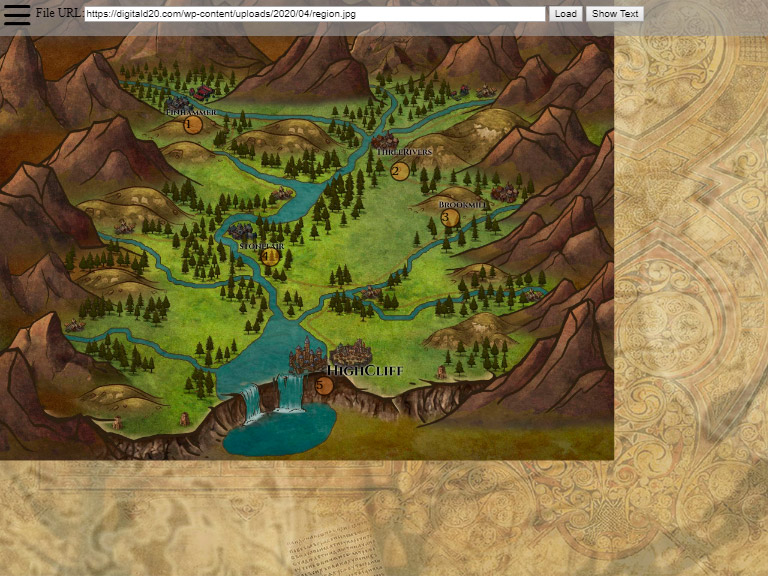 File URL: https://digitald20.com/wp-content/uploads/2020/04/region.jpg Load Show Text
1
ThreeRivers
2
Brookmill
3
4
HighCliff
5